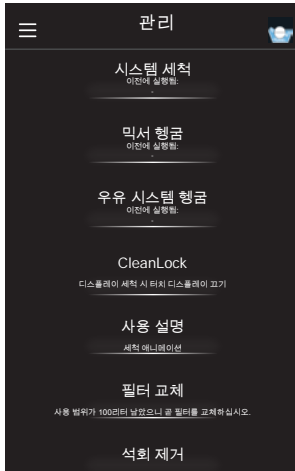 관리
시스템 세척
이전에 실행됨:
-
믹서 헹굼
이전에 실행됨:
-
우유 시스템 헹굼
이전에 실행됨:
-
CleanLock
디스플레이 세척 시 터치 디스플레이 끄기
사용 설명
세척 애니메이션
필터 교체
사용 범위가 100리터 남았으니 곧 필터를 교체하십시오.
석회 제거